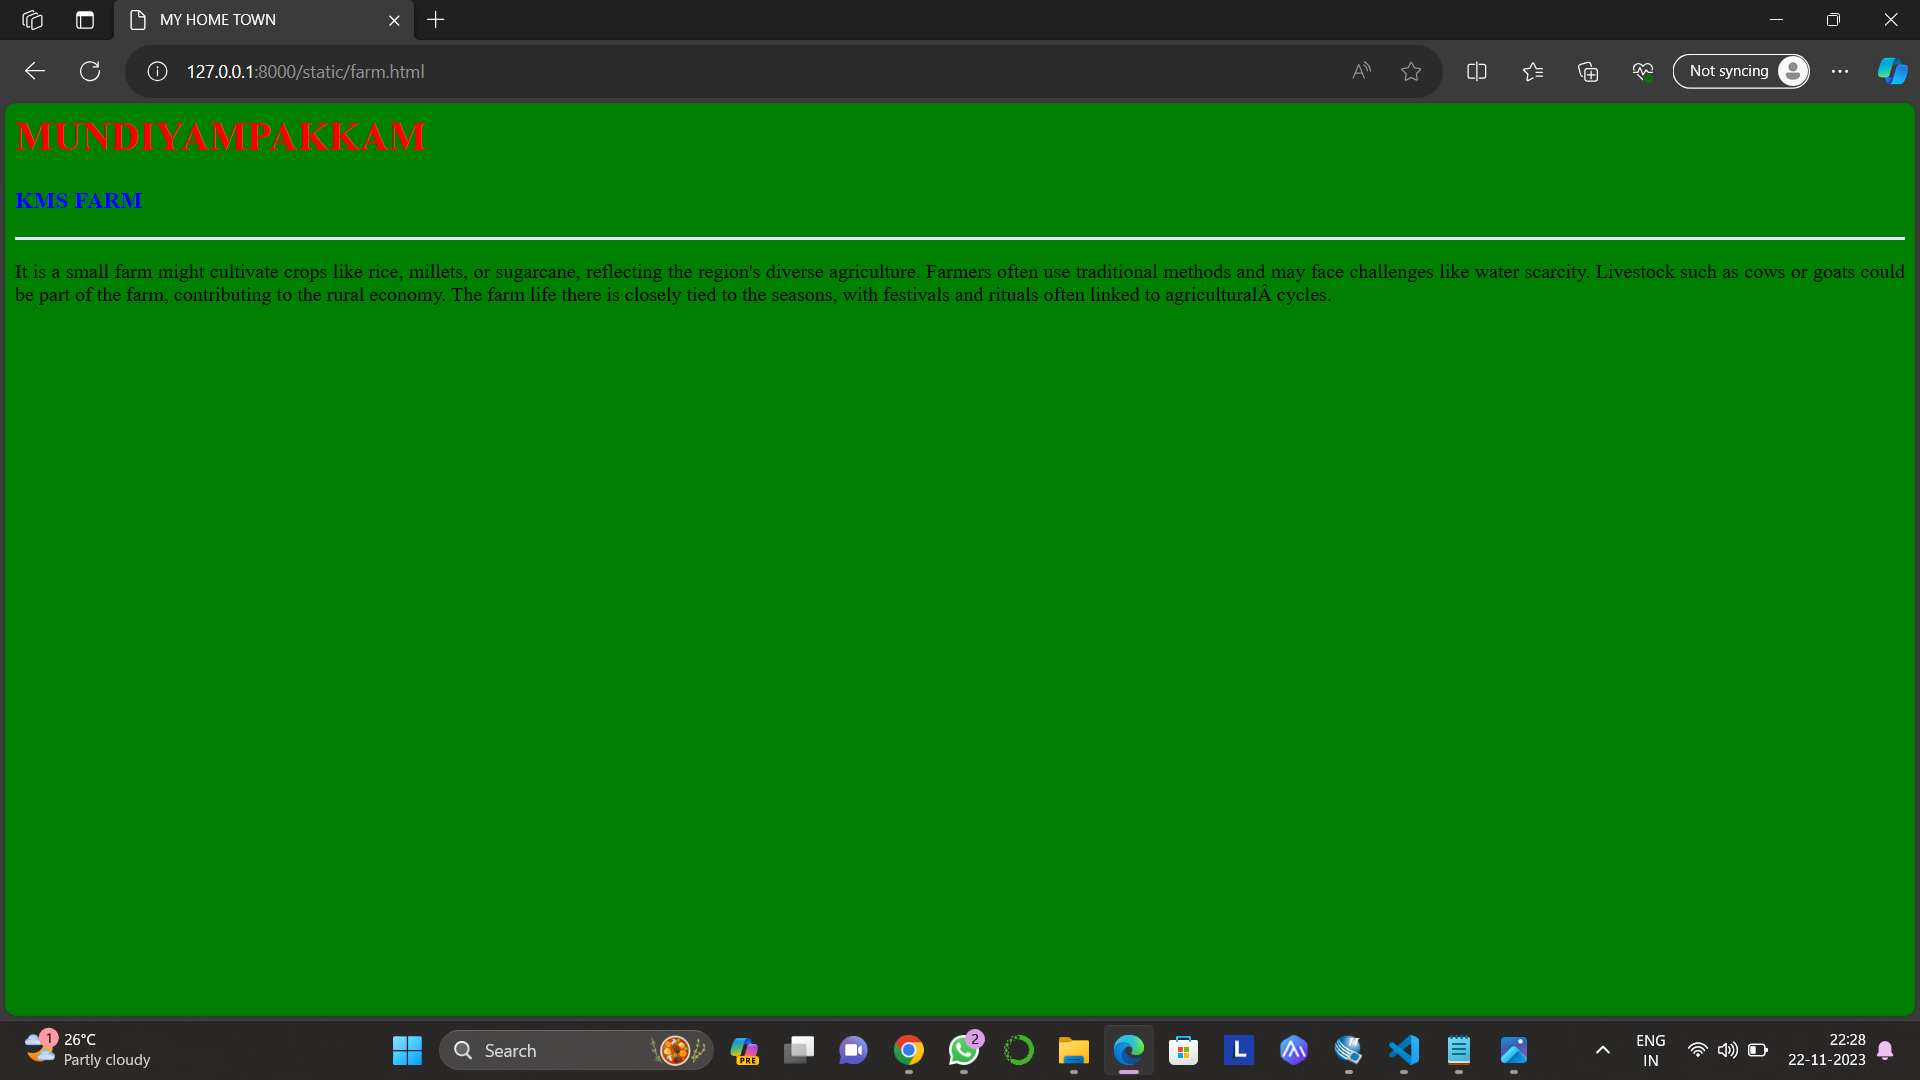 MY HOME TOWN
127.0.0.1:8000/static/farm.html
Not syncing
MUNDIYAMPAKKAM
KMS FARM
It is a small farm might cultivate crops like rice, millets, or sugarcane, reflecting the region's diverse agriculture. Farmers often use traditional methods and may face challenges like water scarcity. Livestock such as cows or goats could
be part of the farm, contributing to the rural economy. The farm life there is closely tied to the seasons, with festivals and rituals often linked to agriculturalÂ cycles.
1
26°C
Partly cloudy
Search
PRE
2
L
ENG
IN
22:28
22-11-2023